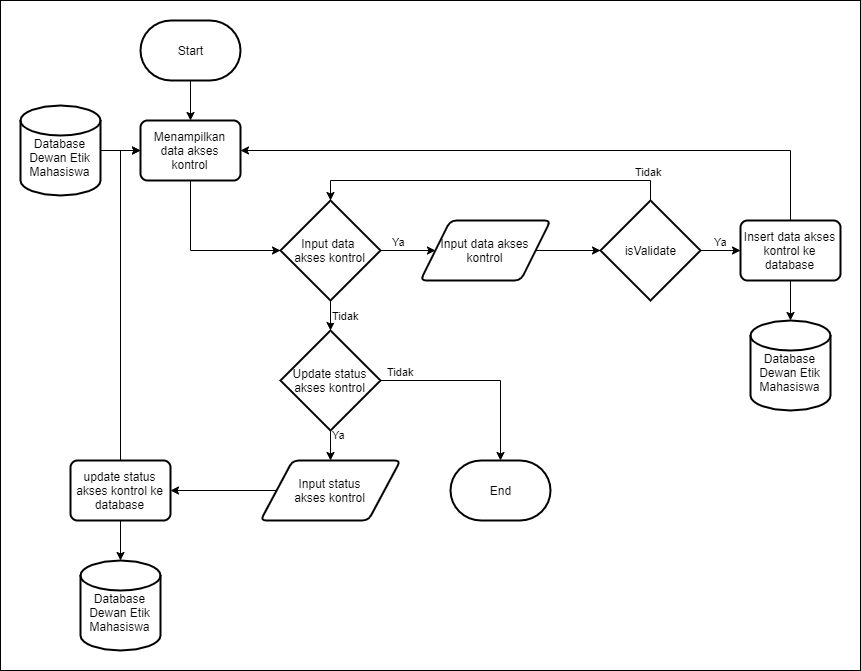 Start
Database
Dewan Etik
Mahasiswa
Menampilkan
data akses
kontrol
Tidak
Input data
akses kontrol
Ya
Input data akses
kontrol
isValidate
Ya
Insert data akses
kontrol ke
database
Tidak
Database
Dewan Etik
Mahasiswa
Update status
akses kontrol
Tidak
Ya
update status
akses kontrol ke
database
Input status
akses kontrol
End
Database
Dewan Etik
Mahasiswa